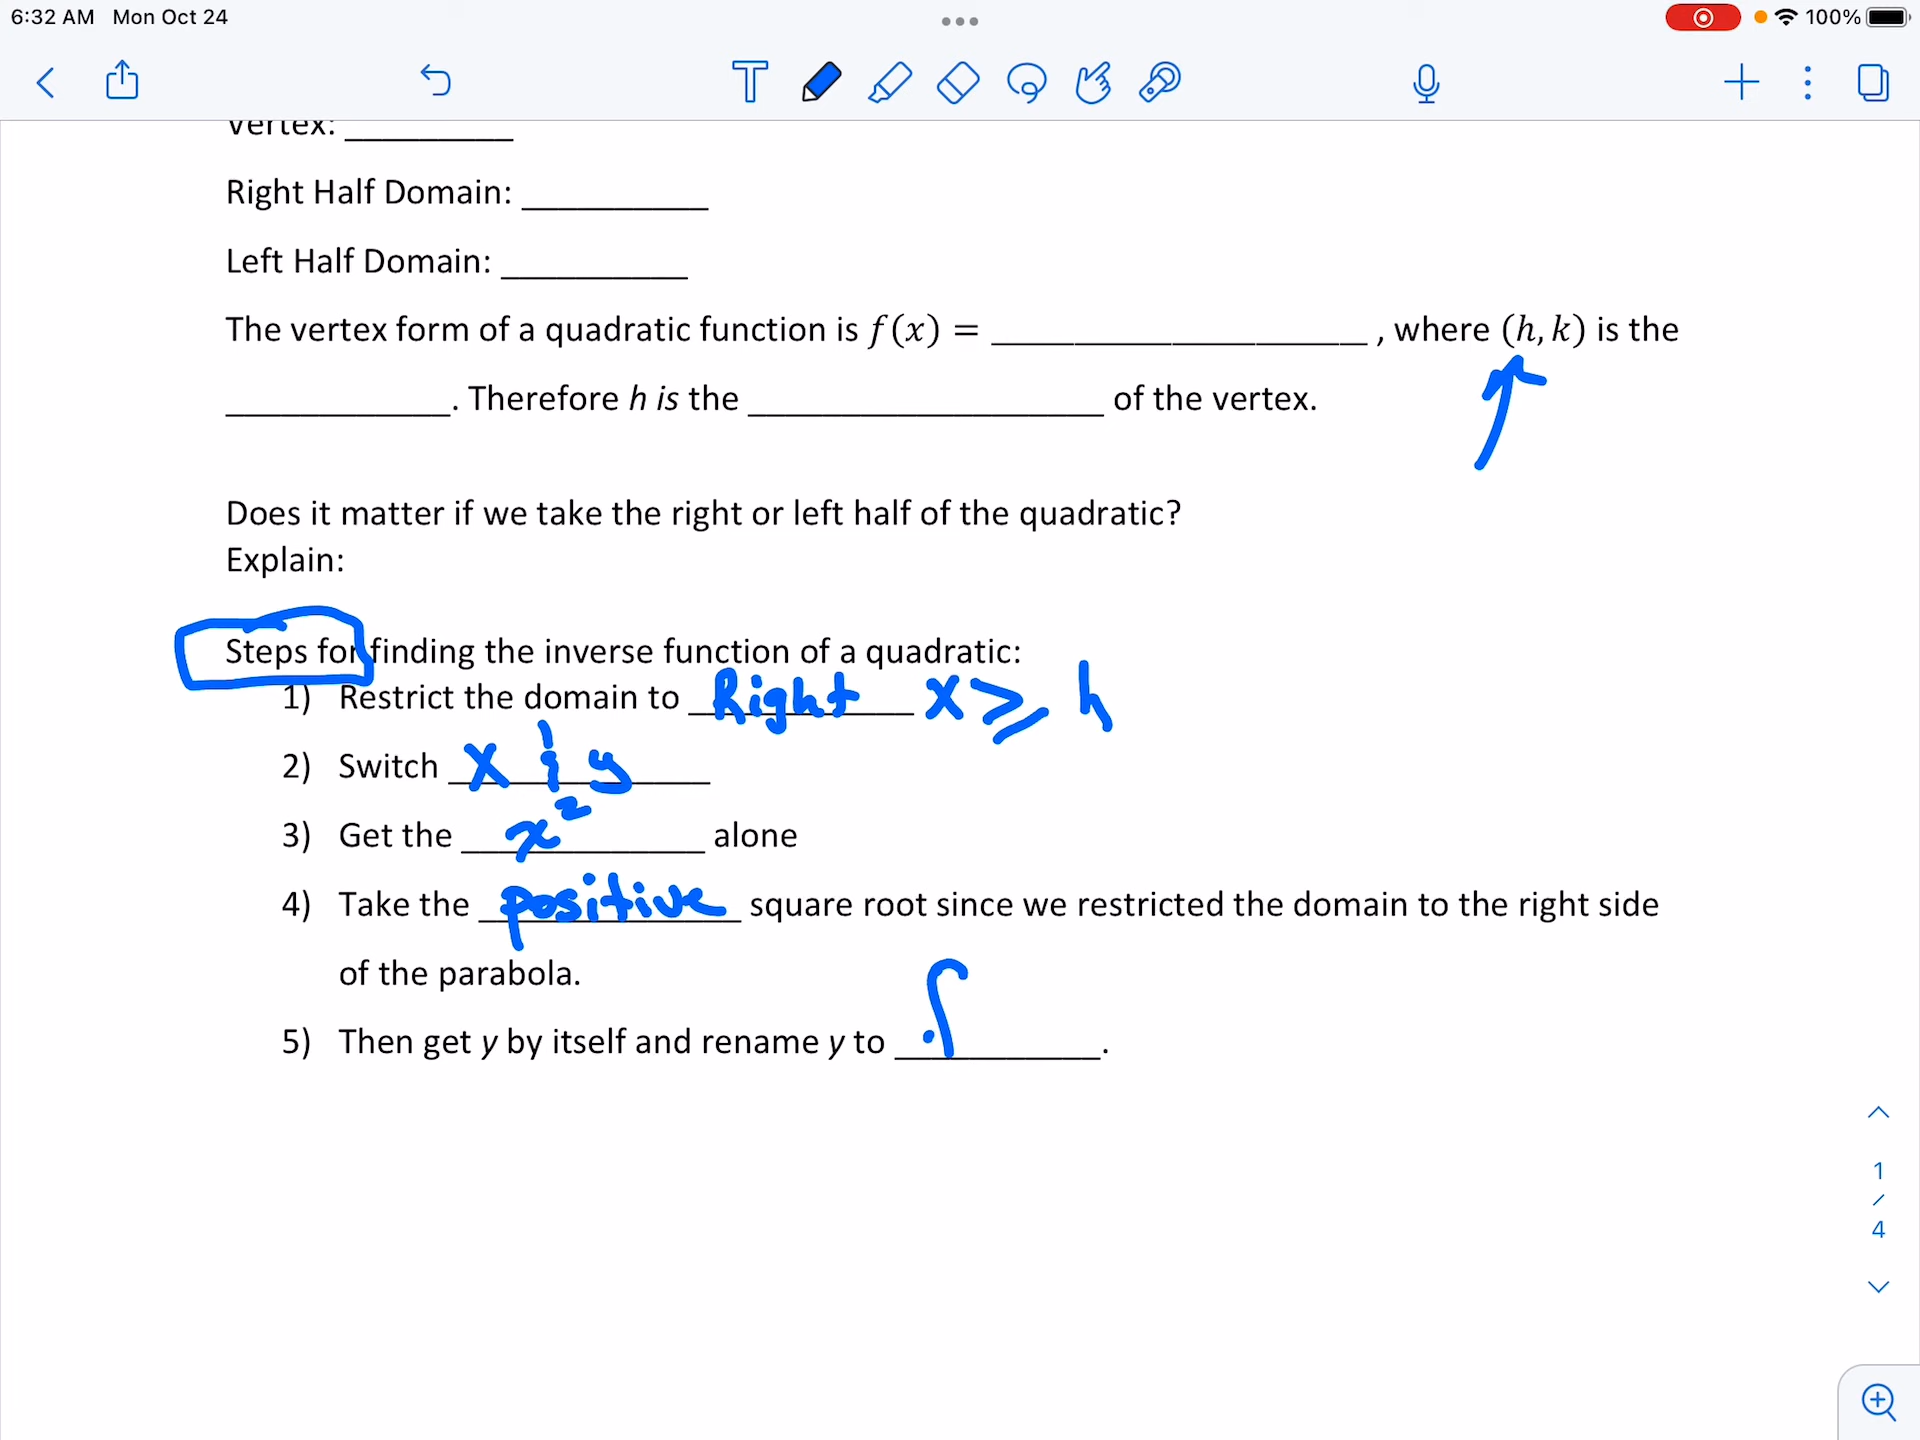 6:32 AM Mon Oct 24
100%
T
Vertex: _________
Right Half Domain: __________
Left Half Domain: __________
The vertex form of a quadratic function is f(x) = ____________________ , where (h, k) is the
____________. Therefore h is the ___________________ of the vertex.
Does it matter if we take the right or left half of the quadratic?
Explain:
Steps for finding the inverse function of a quadratic:
1) Restrict the domain to Right x ≥ h
2) Switch x & y
3) Get the x² alone
4) Take the positive square root since we restricted the domain to the right side
of the parabola.
5) Then get y by itself and rename y to ___________.
1
/
4